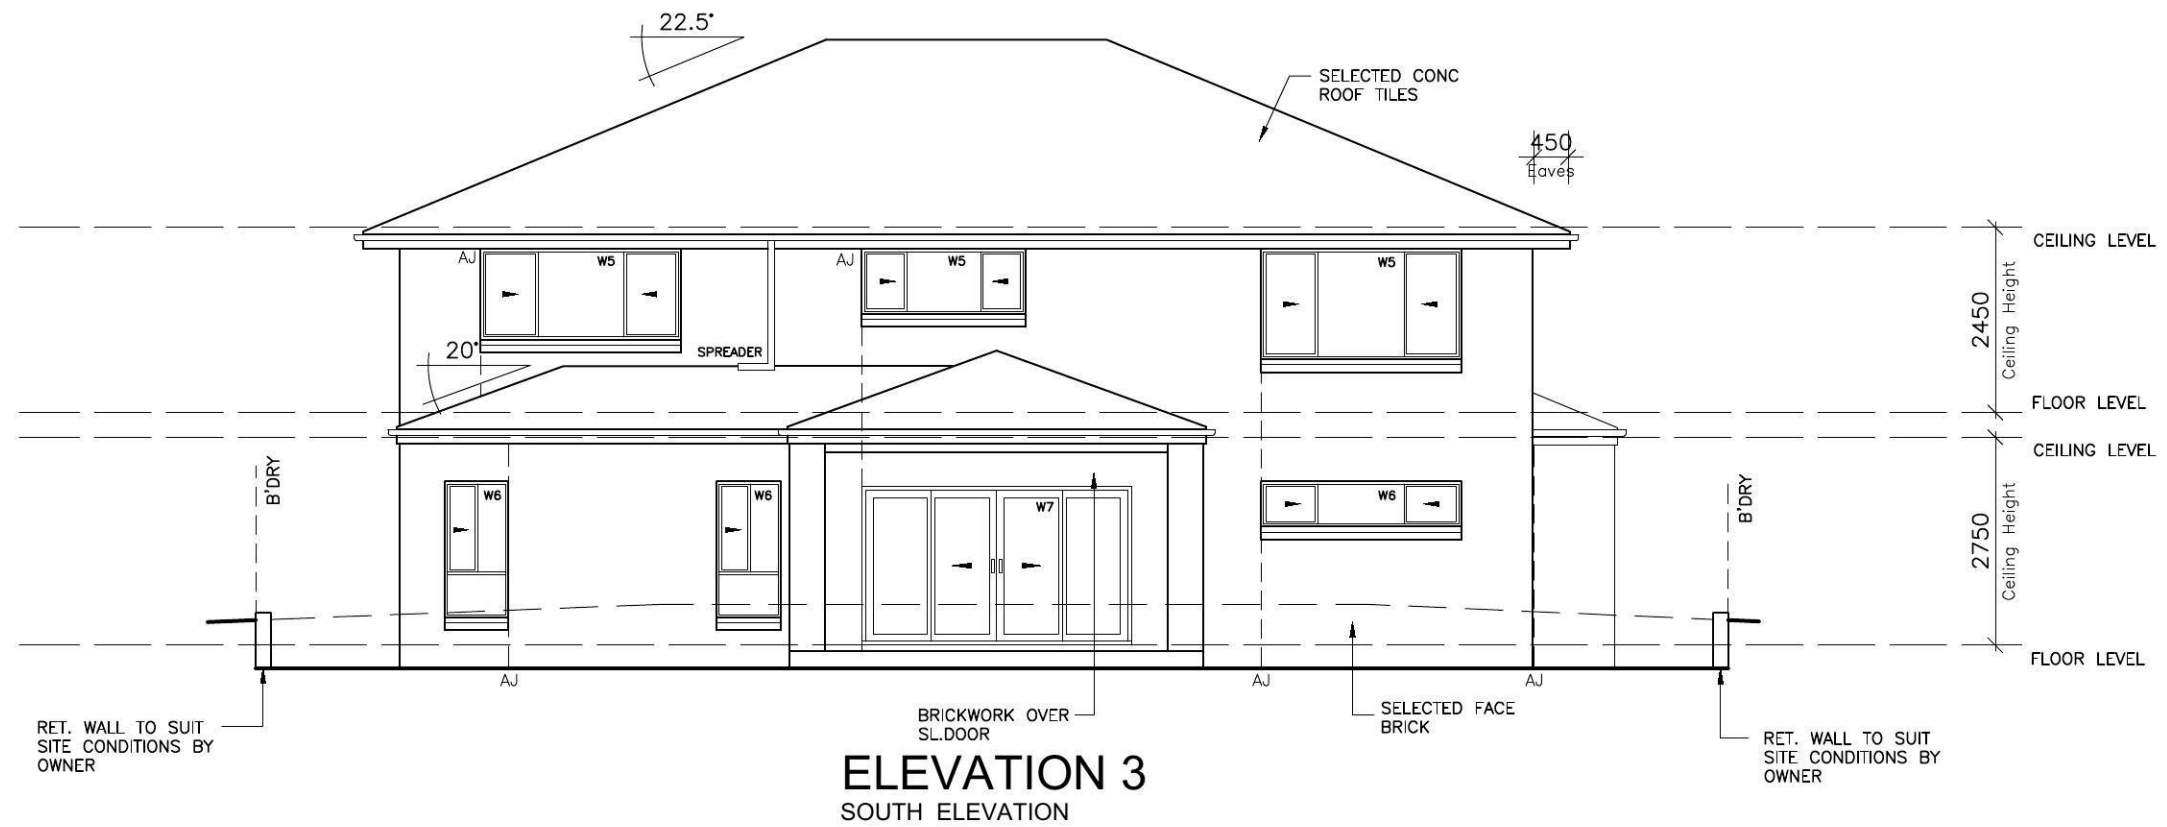 22.5°
SELECTED CONC
ROOF TILES
450
Eaves
CEILING LEVEL
AJ
W5
AJ
W5
W5
2450
Ceiling Height
20°
SPREADER
FLOOR LEVEL
CEILING LEVEL
B'DRY
W6
W6
W7
W6
B'DRY
2750
Ceiling Height
FLOOR LEVEL
AJ
AJ
AJ
RET. WALL TO SUIT
SITE CONDITIONS BY
OWNER
BRICKWORK OVER
SL.DOOR
SELECTED FACE
BRICK
RET. WALL TO SUIT
SITE CONDITIONS BY
OWNER
ELEVATION 3
SOUTH ELEVATION